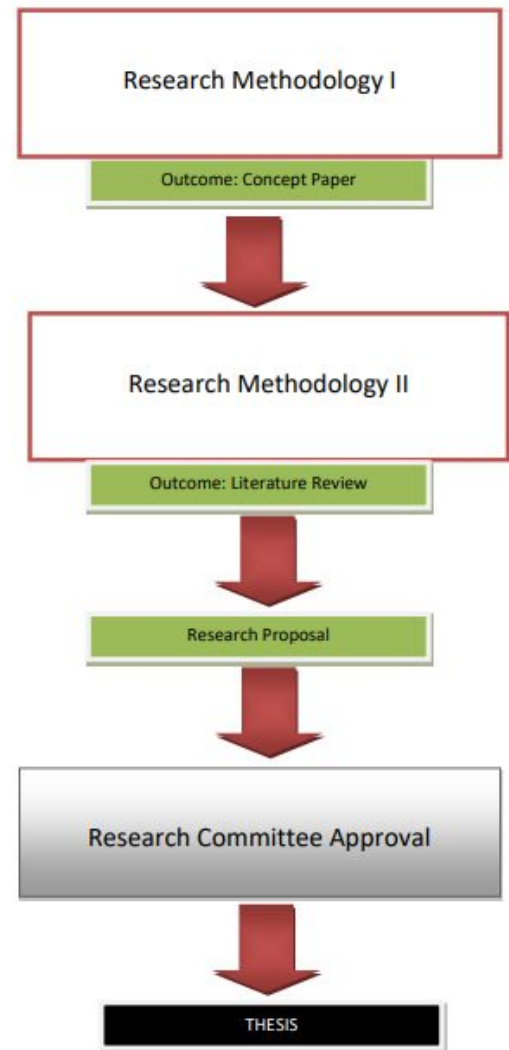 Research Methodology I
Outcome: Concept Paper
Research Methodology II
Outcome: Literature Review
Research Proposal
Research Committee Approval
THESIS